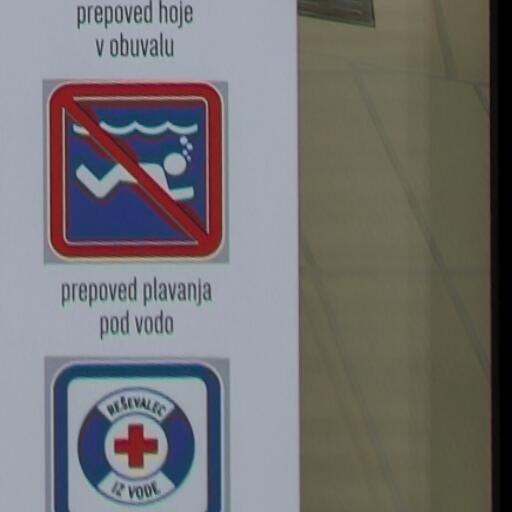 prepoved hoje
v obuvalu
prepoved plavanja
pod vodo
REŠEVALEC
IZ VODE